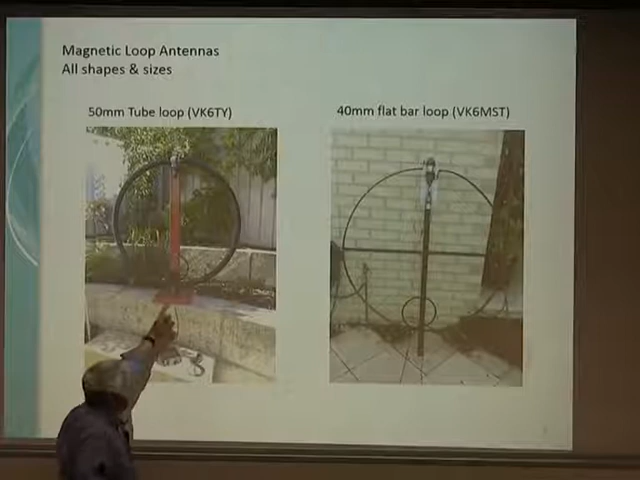 Magnetic Loop Antennas
All shapes & sizes
50mm Tube loop (VK6TY)
40mm flat bar loop (VK6MST)